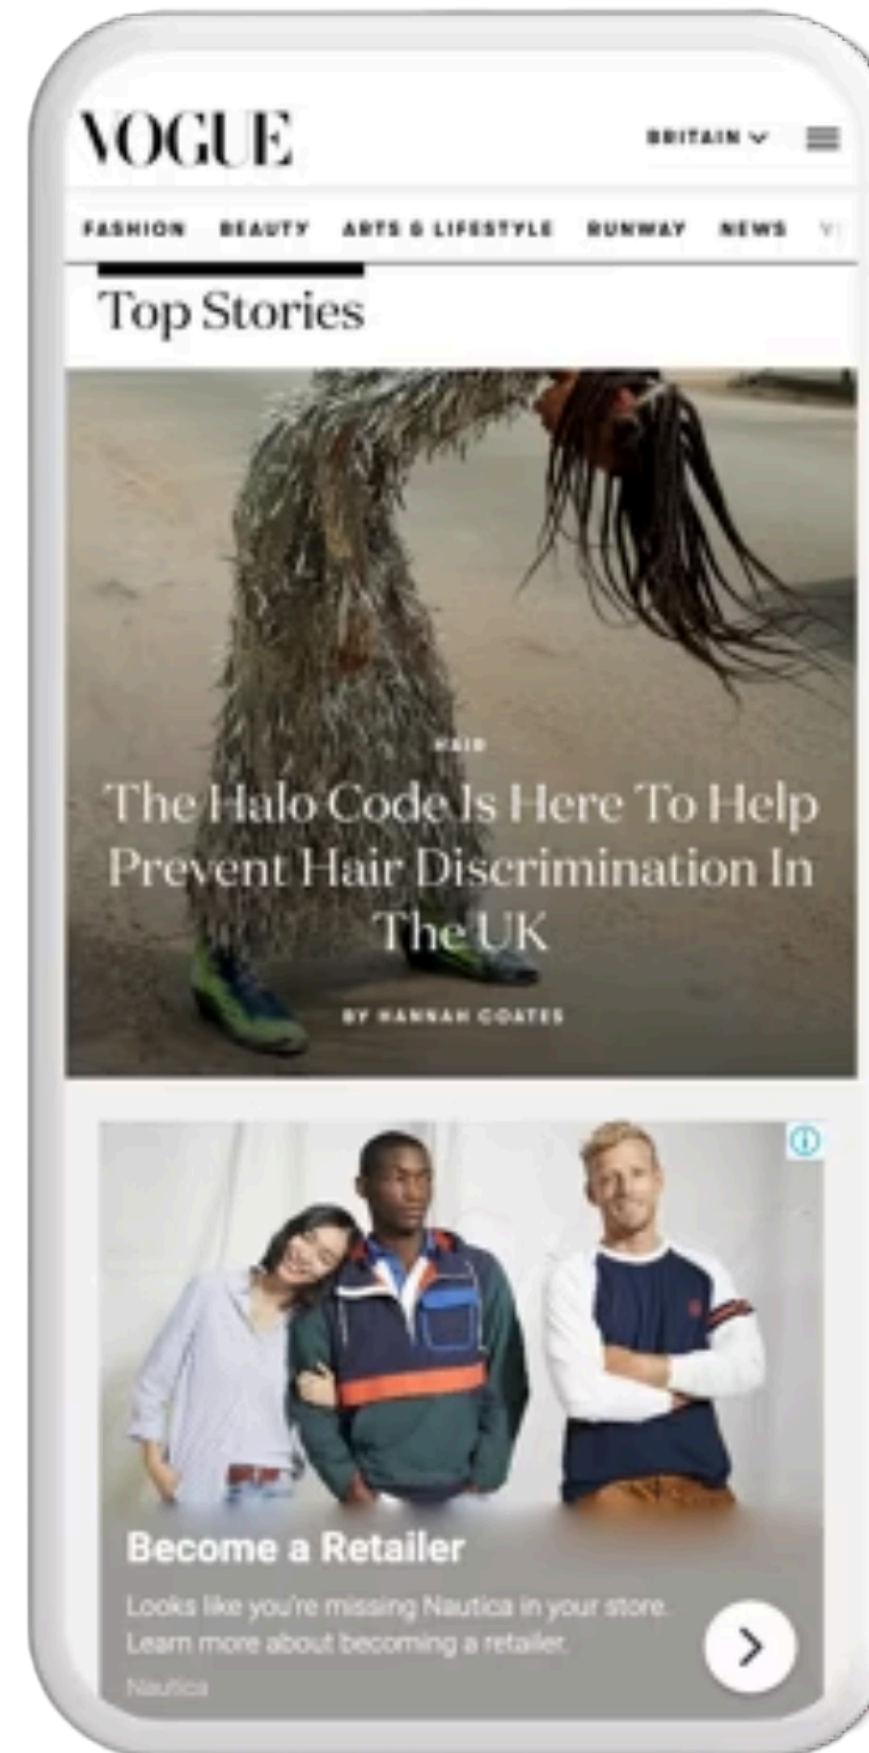 VOGUE
BRITAIN
FASHION BEAUTY ARTS & LIFESTYLE RUNWAY NEWS
Top Stories
HAIR
The Halo Code Is Here To Help
Prevent Hair Discrimination In
The UK
BY HANNAH COATES
Become a Retailer
Looks like you're missing Nautica in your store.
Learn more about becoming a retailer.
Nautica